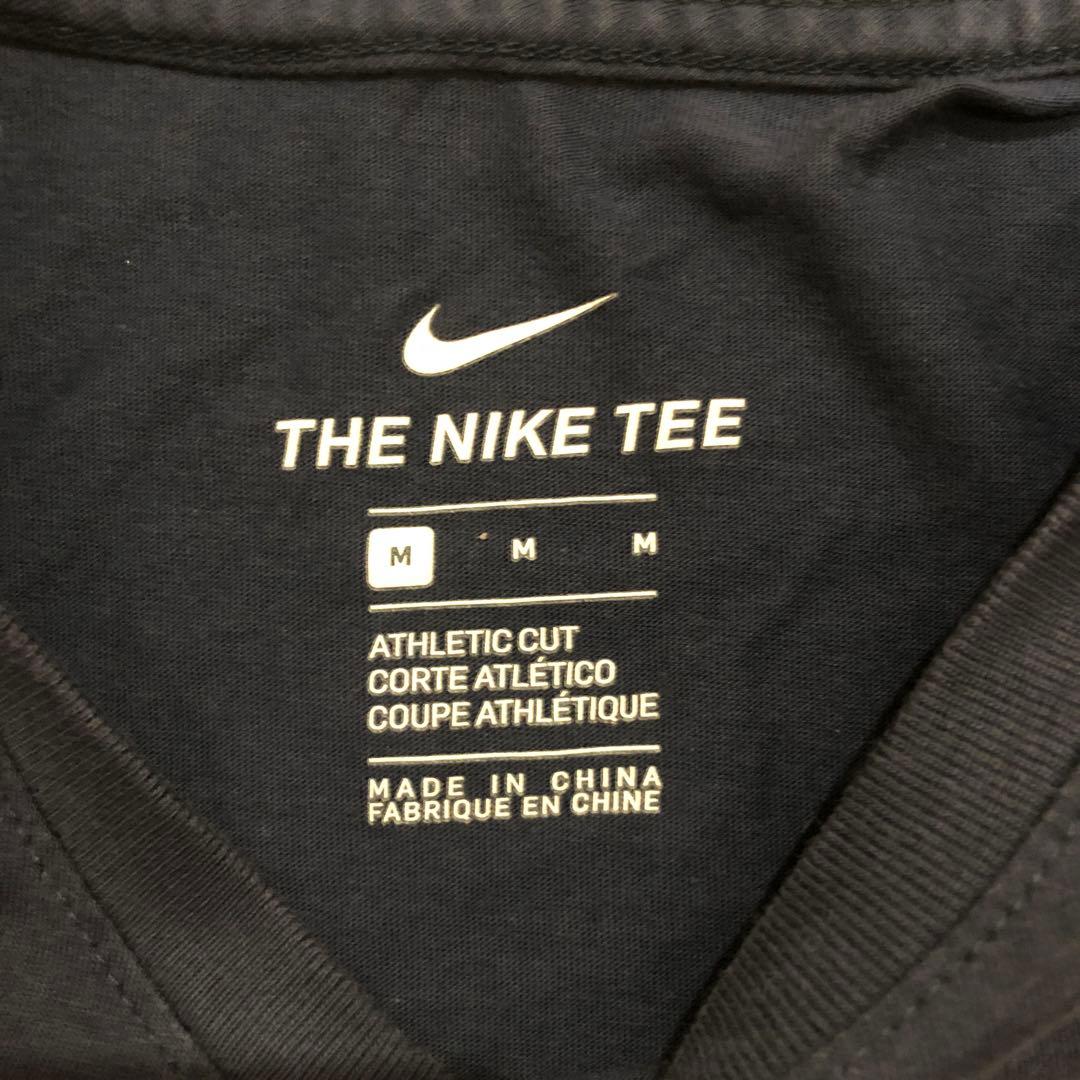 THE NIKE TEE
M M M
ATHLETIC CUT
CORTE ATLÉTICO
COUPE ATHLÉTIQUE
MADE IN CHINA
FABRIQUE EN CHINE